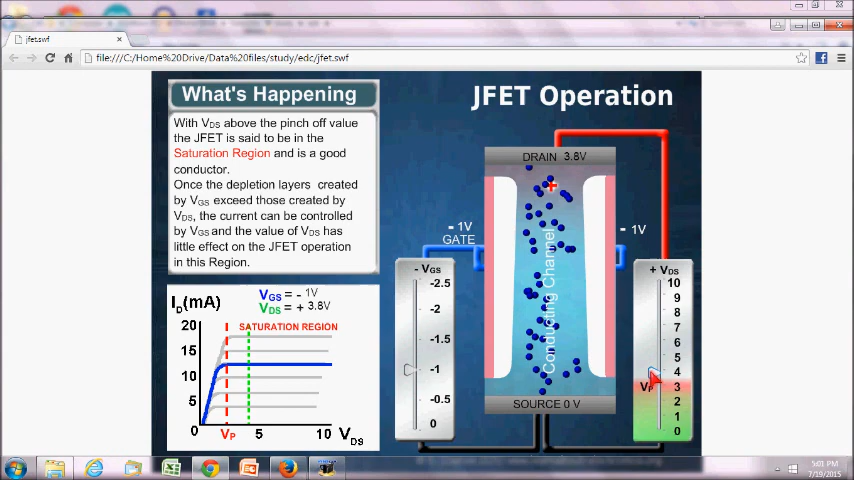 jfet.swf
file:///C:/Home%20Drive/Data%20files/study/edc/jfet.swf
What's Happening
With VDS above the pinch off value
the JFET is said to be in the
Saturation Region and is a good
conductor.
Once the depletion layers created
by VGS exceed those created by
VDS, the current can be controlled
by VGS and the value of VDS has
little effect on the JFET operation
in this Region.
JFET Operation
DRAIN 3.8V
- 1V
GATE
- 1V
Conducting Channel
SOURCE 0 V
- VGS
-2.5
-2
-1.5
-1
-0.5
0
+ VDS
10
9
8
7
6
5
4
3
2
1
0
VP
VGS = - 1V
VDS = + 3.8V
ID(mA)
SATURATION REGION
20
15
10
5
0
VP
5
10
VDS
5:01 PM
7/19/2015